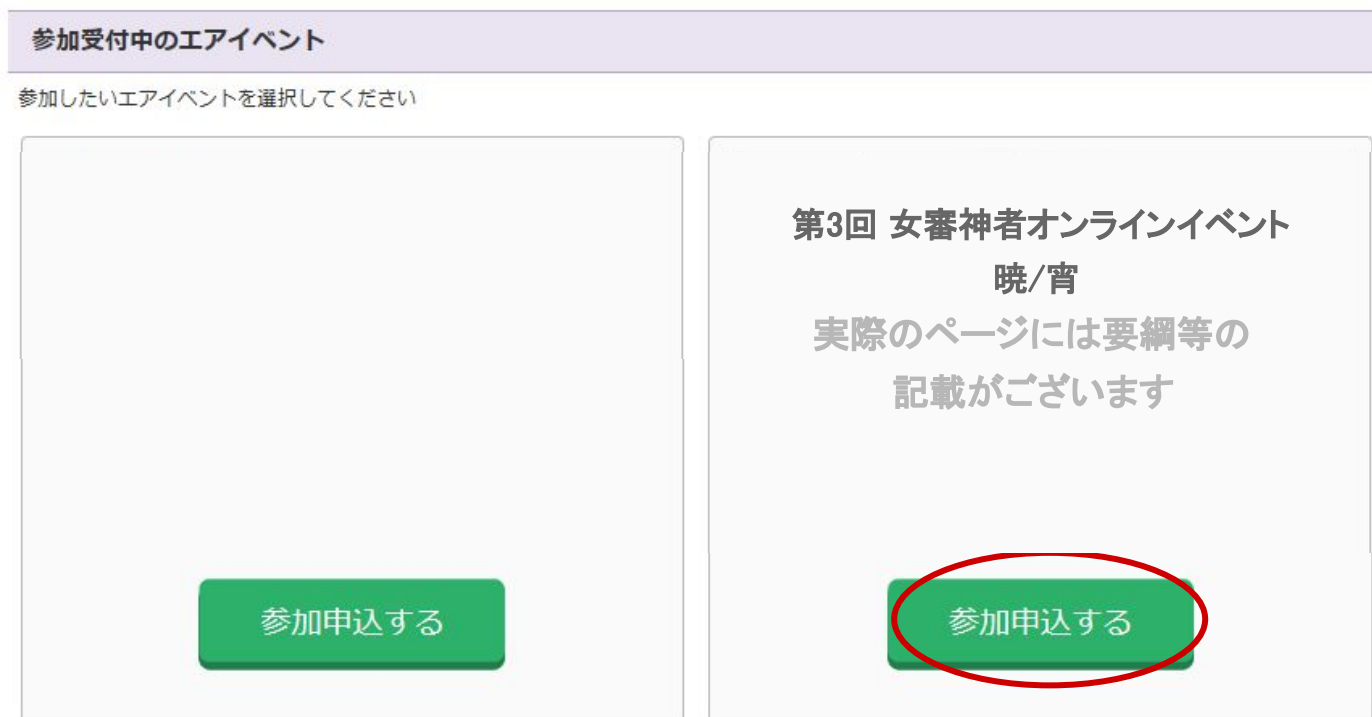 参加受付中のエアイベント
参加したいエアイベントを選択してください
第3回 女審神者オンラインイベント
暁/宵
実際のページには要綱等の
記載がございます
参加申込する
参加申込する